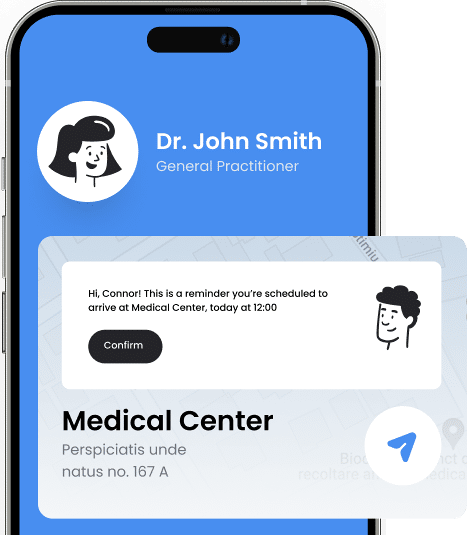 Dr. John Smith
General Practitioner
Hi, Connor! This is a reminder you're scheduled to
arrive at Medical Center, today at 12:00
Confirm
Medical Center
Perspiciatis unde
natus no. 167 A
recoltare